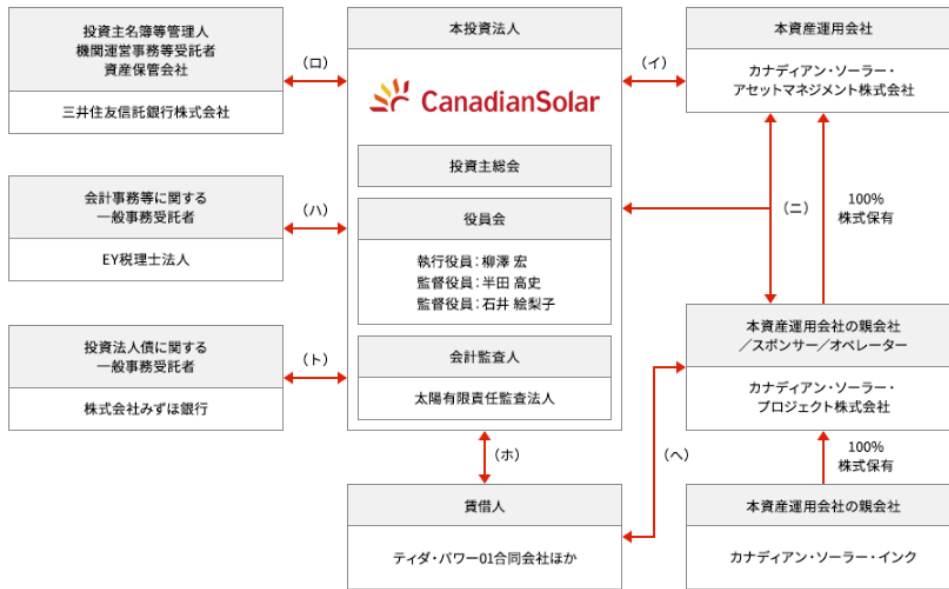 投資主名簿等管理人
機関運営事務等受託者
資産保管会社
三井住友信託銀行株式会社
(ロ)
本投資法人
CanadianSolar
(イ)
本資産運用会社
カナディアン・ソーラー・
アセットマネジメント株式会社
投資主総会
会計事務等に関する
一般事務受託者
EY税理士法人
(ハ)
役員会
執行役員：柳澤 宏
監督役員：半田 高史
監督役員：石井 絵梨子
(ニ)
100%
株式保有
投資法人債に関する
一般事務受託者
株式会社みずほ銀行
(ト)
会計監査人
太陽有限責任監査法人
本資産運用会社の親会社
／スポンサー／オペレーター
カナディアン・ソーラー・
プロジェクト株式会社
(ホ)
(ヘ)
100%
株式保有
賃借人
ティダ・パワー01合同会社ほか
本資産運用会社の親会社
カナディアン・ソーラー・インク